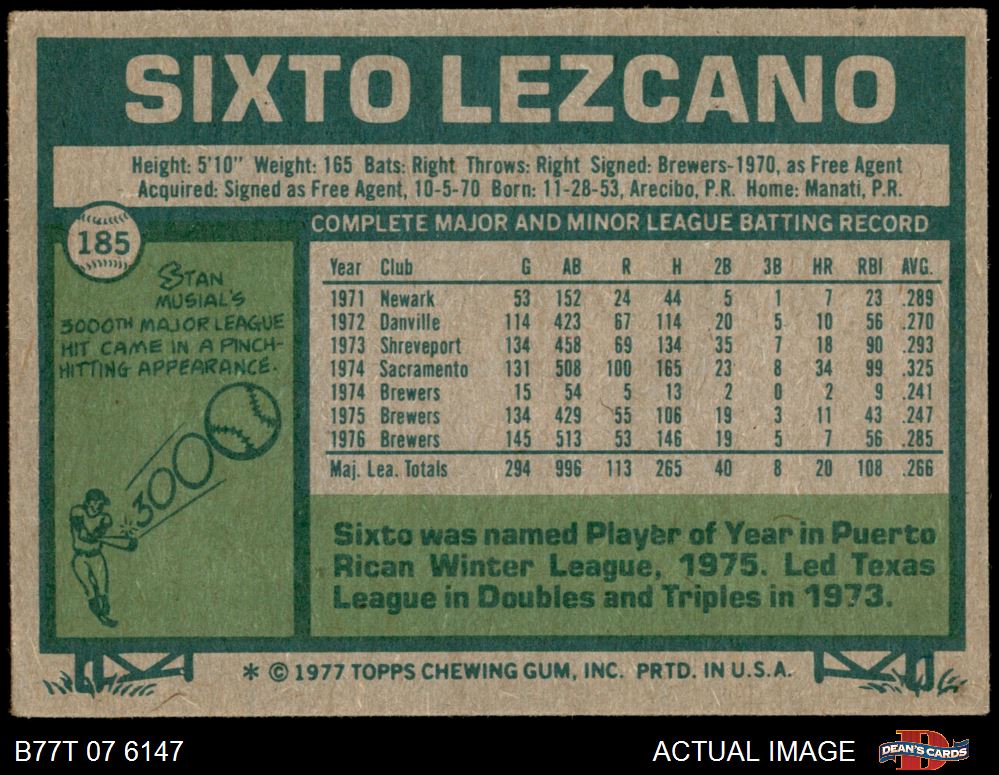 SIXTO LEZCANO
Height: 5'10" Weight: 165 Bats: Right Throws: Right Signed: Brewers-1970, as Free Agent
Acquired: Signed as Free Agent, 10-5-70 Born: 11-28-53, Arecibo, P.R. Home: Manati, P.R.
185
STAN
MUSIAL'S
3000TH MAJOR LEAGUE
HIT CAME IN A PINCH-
HITTING APPEARANCE.
3000
COMPLETE MAJOR AND MINOR LEAGUE BATTING RECORD
Year Club G AB R H 2B 3B HR RBI AVG.
1971 Newark 53 152 24 44 5 1 7 23 .289
1972 Danville 114 423 67 114 20 5 10 56 .270
1973 Shreveport 134 458 69 134 35 7 18 90 .293
1974 Sacramento 131 508 100 165 23 8 34 99 .325
1974 Brewers 15 54 5 13 2 0 2 9 .241
1975 Brewers 134 429 55 106 19 3 11 43 .247
1976 Brewers 145 513 53 146 19 5 7 56 .285
Maj. Lea. Totals 294 996 113 265 40 8 20 108 .266
Sixto was named Player of Year in Puerto
Rican Winter League, 1975. Led Texas
League in Doubles and Triples in 1973.
* © 1977 TOPPS CHEWING GUM, INC. PRTD. IN U.S.A.
B77T 07 6147
ACTUAL IMAGE
D
DEAN'S CARDS